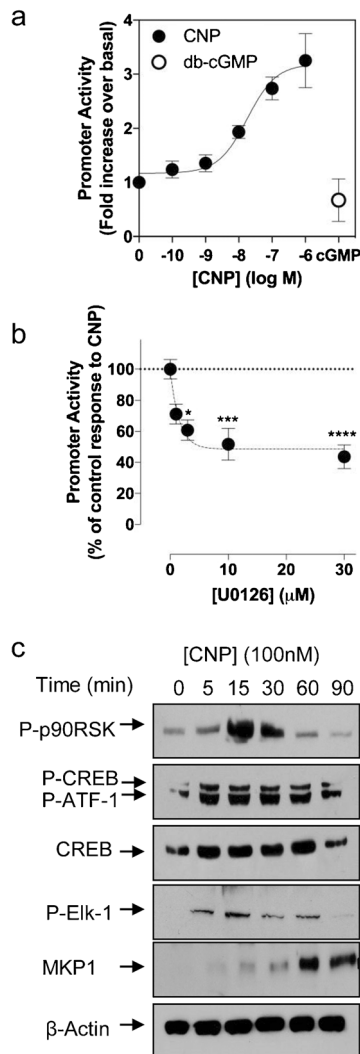 a
CNP
db-cGMP
Promoter Activity
(Fold increase over basal)
4
3
2
1
0
0 -10 -9 -8 -7 -6 cGMP
[CNP] (log M)
b
Promoter Activity
(% of control response to CNP)
100
80
60
40
20
0
*
***
****
0 10 20 30
[U0126] (μM)
c
[CNP] (100nM)
Time (min) 0 5 15 30 60 90
P-p90RSK
P-CREB
P-ATF-1
CREB
P-Elk-1
MKP1
β-Actin